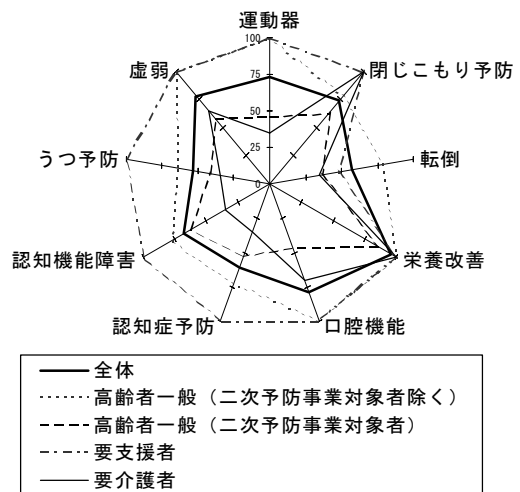 運動器
100
虚弱
閉じこもり予防
75
50
うつ予防
転倒
25
0
認知機能障害
栄養改善
認知症予防
口腔機能
全体
高齢者一般（二次予防事業対象者除く）
高齢者一般（二次予防事業対象者）
要支援者
要介護者